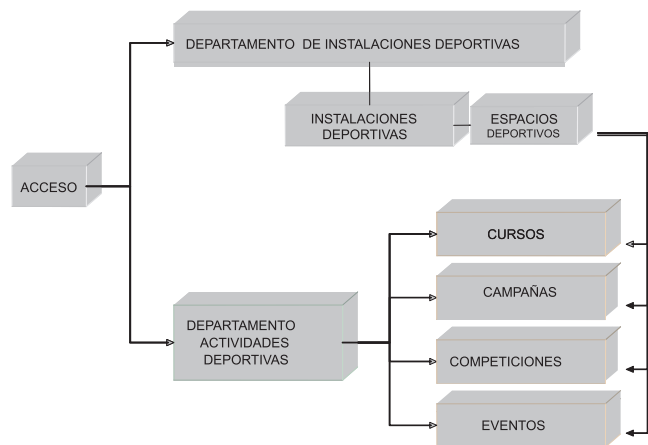 DEPARTAMENTO DE INSTALACIONES DEPORTIVAS
INSTALACIONES
DEPORTIVAS
ESPACIOS
DEPORTIVOS
ACCESO
CURSOS
CAMPAÑAS
DEPARTAMENTO
ACTIVIDADES
DEPORTIVAS
COMPETICIONES
EVENTOS